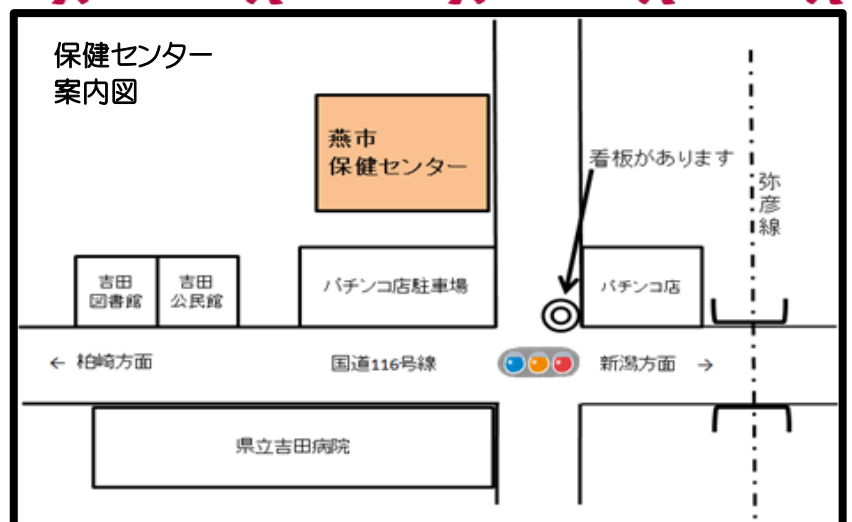 保健センター
案内図
燕市
保健センター
看板があります
弥彦線
吉田
図書館
吉田
公民館
パチンコ店駐車場
パチンコ店
← 柏崎方面
国道116号線
新潟方面 →
県立吉田病院